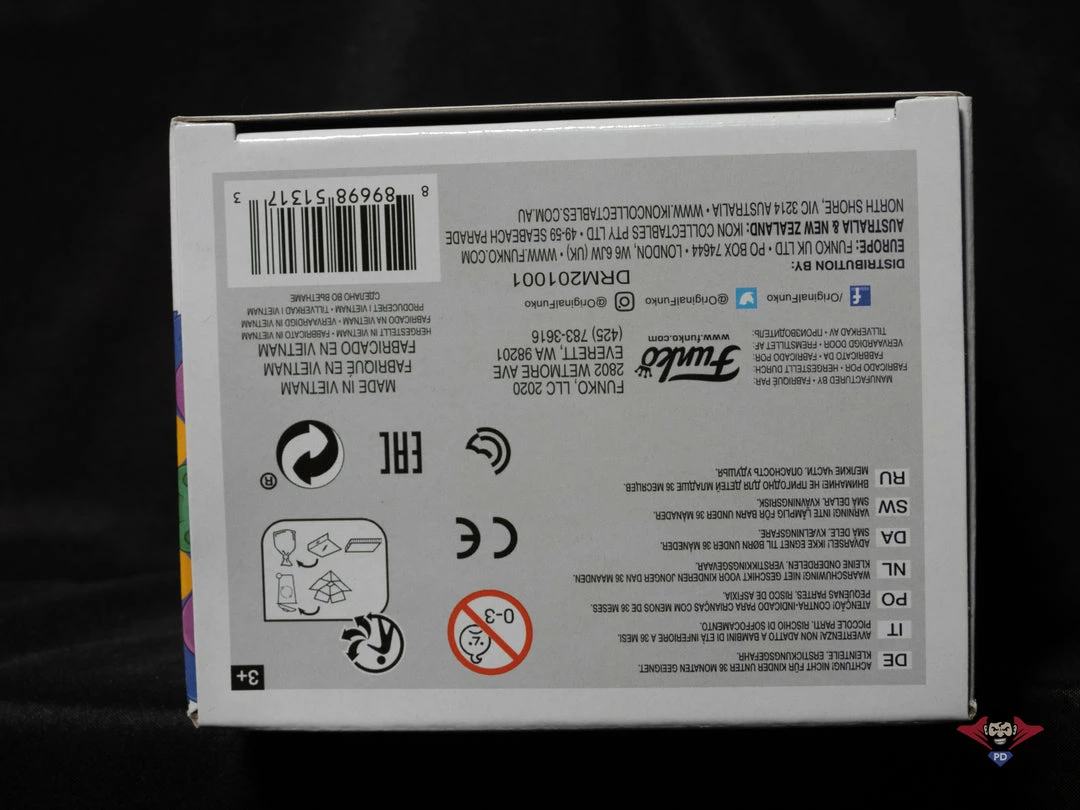 3+
0-3
DE
ACHTUNG! NICHT FÜR KINDER UNTER 36 MONATEN GEEIGNET.
KLEINTEILE. ERSTICKUNGSGEFAHR.
IT
AVVERTENZA! NON ADATTO A BAMBINI DI ETÀ INFERIORE A 36 MESI.
PICCOLE PARTI. RISCHIO DI SOFFOCAMENTO.
PO
ATENÇÃO! CONTRA-INDICADO PARA CRIANÇAS COM MENOS DE 36 MESES.
PEQUENAS PARTES. RISCO DE ASFIXIA.
NL
WAARSCHUWING! NIET GESCHIKT VOOR KINDEREN JONGER DAN 36 MAANDEN.
KLEINE ONDERDELEN. VERSTIKKINGSGEVAAR.
DA
ADVARSEL! IKKE EGNET TIL BØRN UNDER 36 MÅNEDER.
SMÅ DELE. KVÆLNINGSFARE.
SW
VARNING! INTE LÄMPLIG FÖR BARN UNDER 36 MÅNADER.
SMÅ DELAR. KVÄVNINGSRISK.
RU
ВНИМАНИЕ! НЕ ПРИГОДНО ДЛЯ ДЕТЕЙ МЛАДШЕ 36 МЕСЯЦЕВ.
МЕЛКИЕ ЧАСТИ. ОПАСНОСТЬ УДУШЬЯ.
CE
EAC
®
MANUFACTURED BY • FABRIQUÉ PAR:
FABRICADO POR • HERGESTELLT DURCH:
FABBRICATO DA • FABRICADO POR:
VERVAARDIGD DOOR • FREMSTILLET AF:
TILLVERKAD AV • ПРОИЗВОДИТЕЛЬ:
Funko
www.funko.com
FUNKO, LLC 2020
2802 WETMORE AVE
EVERETT, WA 98201
(425) 783-3616
MADE IN VIETNAM
FABRIQUÉ EN VIETNAM
FABRICADO EN VIETNAM
HERGESTELLT IN VIETNAM • FABBRICATO IN VIETNAM
FABRICADO NA VIETNAM • VERVAARDIGD IN VIETNAM
PRODUCERET I VIETNAM • TILLERKAD I VIETNAM
СДЕЛАНО ВО ВЬЕТНАМЕ
/OriginalFunko
@OriginalFunko
@OriginalFunko
DRM201001
DISTRIBUTION BY:
EUROPE: FUNKO UK LTD • PO BOX 74644 • LONDON, W6 6JW (UK) • WWW.FUNKO.COM
AUSTRALIA & NEW ZEALAND: IKON COLLECTABLES PTY LTD • 49-59 SEABEACH PARADE
NORTH SHORE, VIC 3214 AUSTRALIA • WWW.IKONCOLLECTABLES.COM.AU
8 89698 51317 3
PD